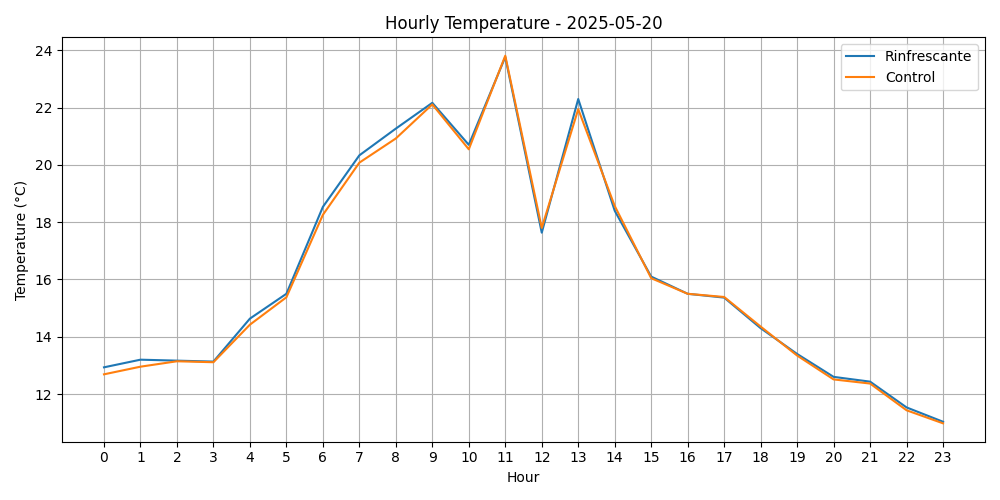 Hourly Temperature - 2025-05-20
Rinfrescante
Control
Temperature (°C)
24
22
20
18
16
14
12
0 1 2 3 4 5 6 7 8 9 10 11 12 13 14 15 16 17 18 19 20 21 22 23
Hour